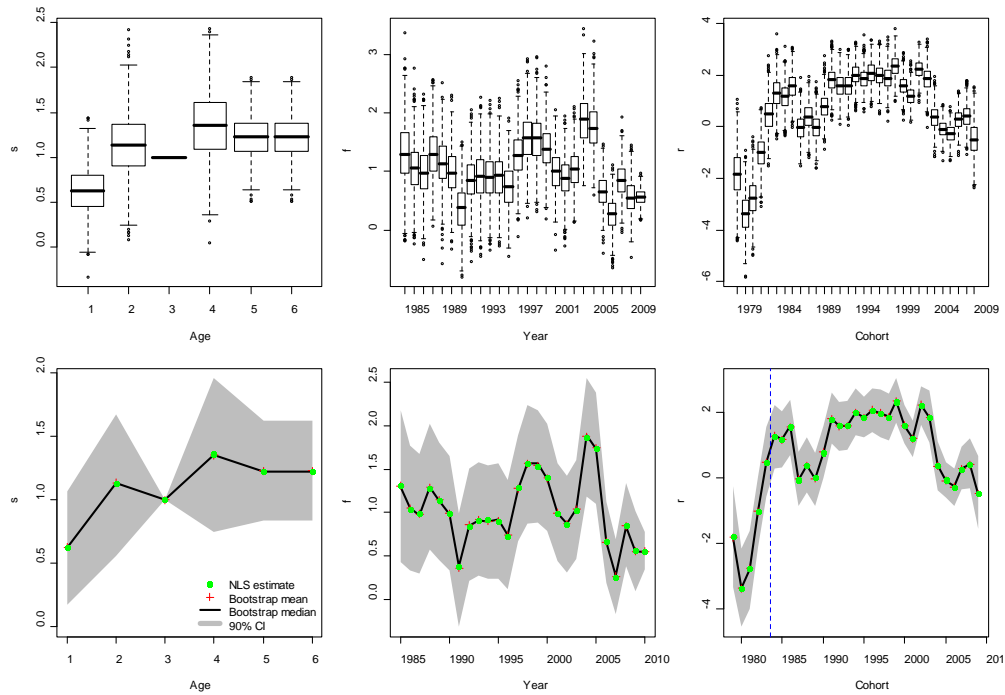 s
0.0 0.5 1.0 1.5 2.0 2.5
1 2 3 4 5 6
Age
f
0 1 2 3
1985 1989 1993 1997 2001 2005 2009
Year
r
-6 -4 -2 0 2 4
1979 1984 1989 1994 1999 2004 2009
Cohort
s
0.0 0.5 1.0 1.5 2.0
NLS estimate
Bootstrap mean
Bootstrap median
90% CI
1 2 3 4 5 6
Age
f
0.0 0.5 1.0 1.5 2.0 2.5
1985 1990 1995 2000 2005 2010
Year
r
-4 -2 0 2
1980 1985 1990 1995 2000 2005 201
Cohort